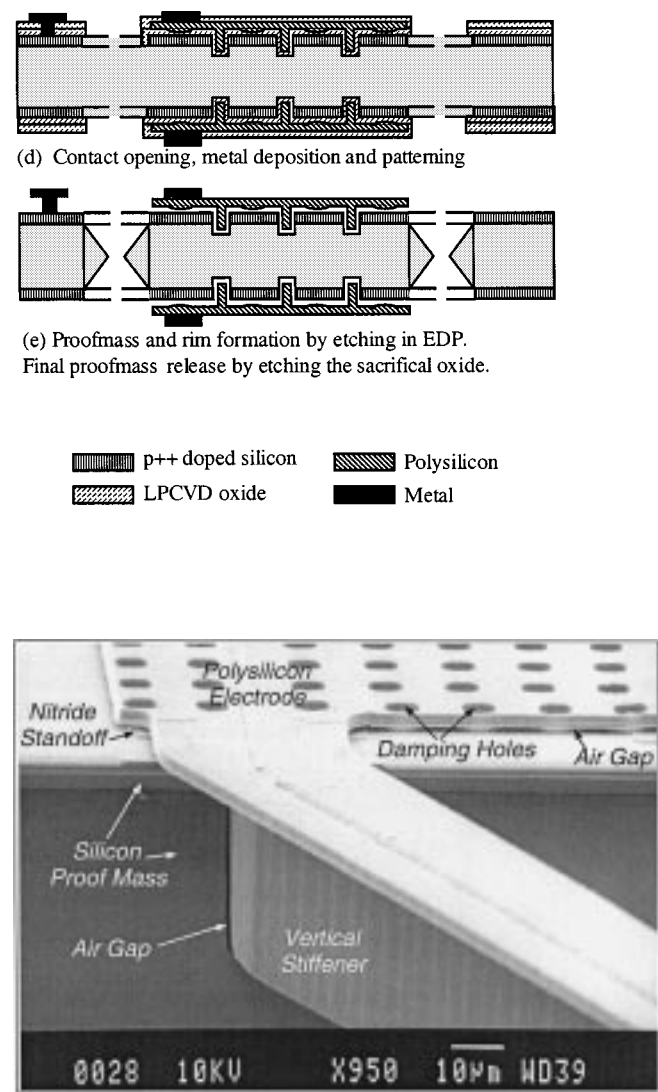 (d) Contact opening, metal deposition and patterning
(e) Proofmass and rim formation by etching in EDP.
Final proofmass release by etching the sacrifical oxide.
p++ doped silicon
Polysilicon
LPCVD oxide
Metal
Polysilicon
Electrode
Nitride
Standoff
Damping Holes
Air Gap
Silicon
Proof Mass
Air Gap
Vertical
Stiffener
0028 10KV X950 10µm WD39